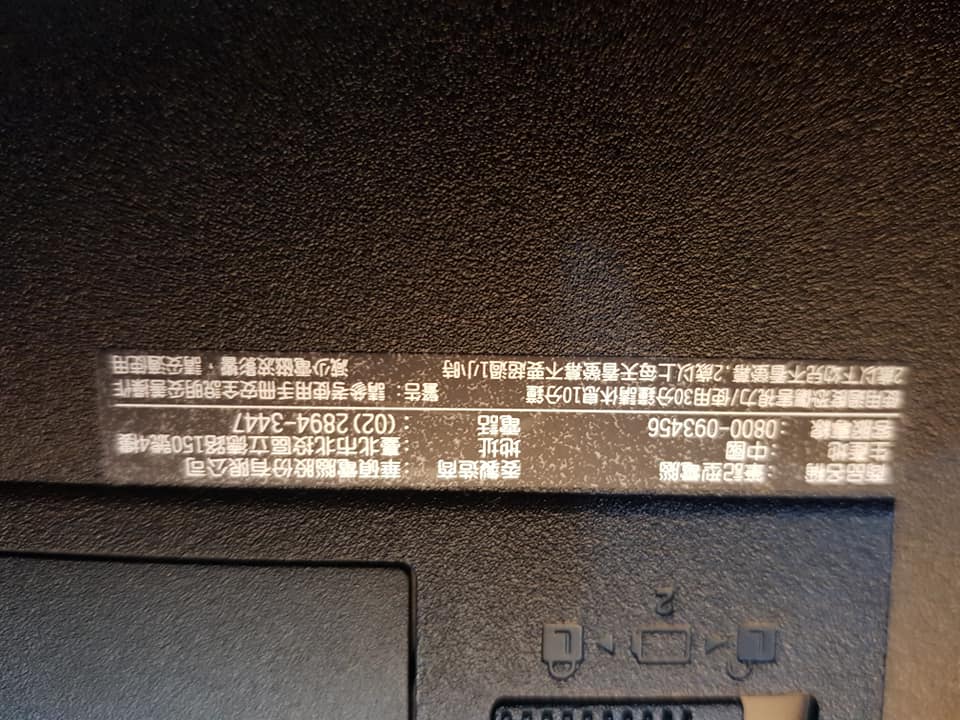 L L
2
商品名稱 : 筆記型電腦 委製造商 : 華碩電腦股份有限公司
生產地 : 中國 地址 : 臺北市北投區立德路150號4樓
客服專線 : 0800-093456 電話 : (02) 2894-3447
使用過度恐傷害視力/使用30分鐘請休息10分鐘 警告 : 請參考使用手冊安全說明妥善操作
2歲以下幼兒不看螢幕,2歲以上每天看螢幕不要超過1小時 減少電磁波影響,請妥適使用